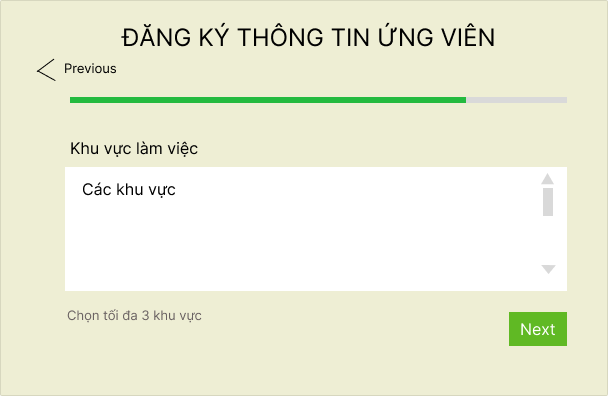 ĐĂNG KÝ THÔNG TIN ỨNG VIÊN
Previous
Khu vực làm việc
Các khu vực
Chọn tối đa 3 khu vực
Next